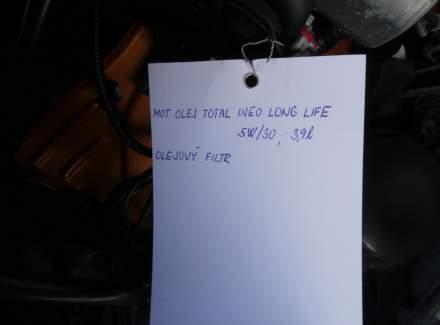 MOT. OLEJ TOTAL INEO LONG LIFE
5W/30, 3,9l
OLEJOVÝ FILTR